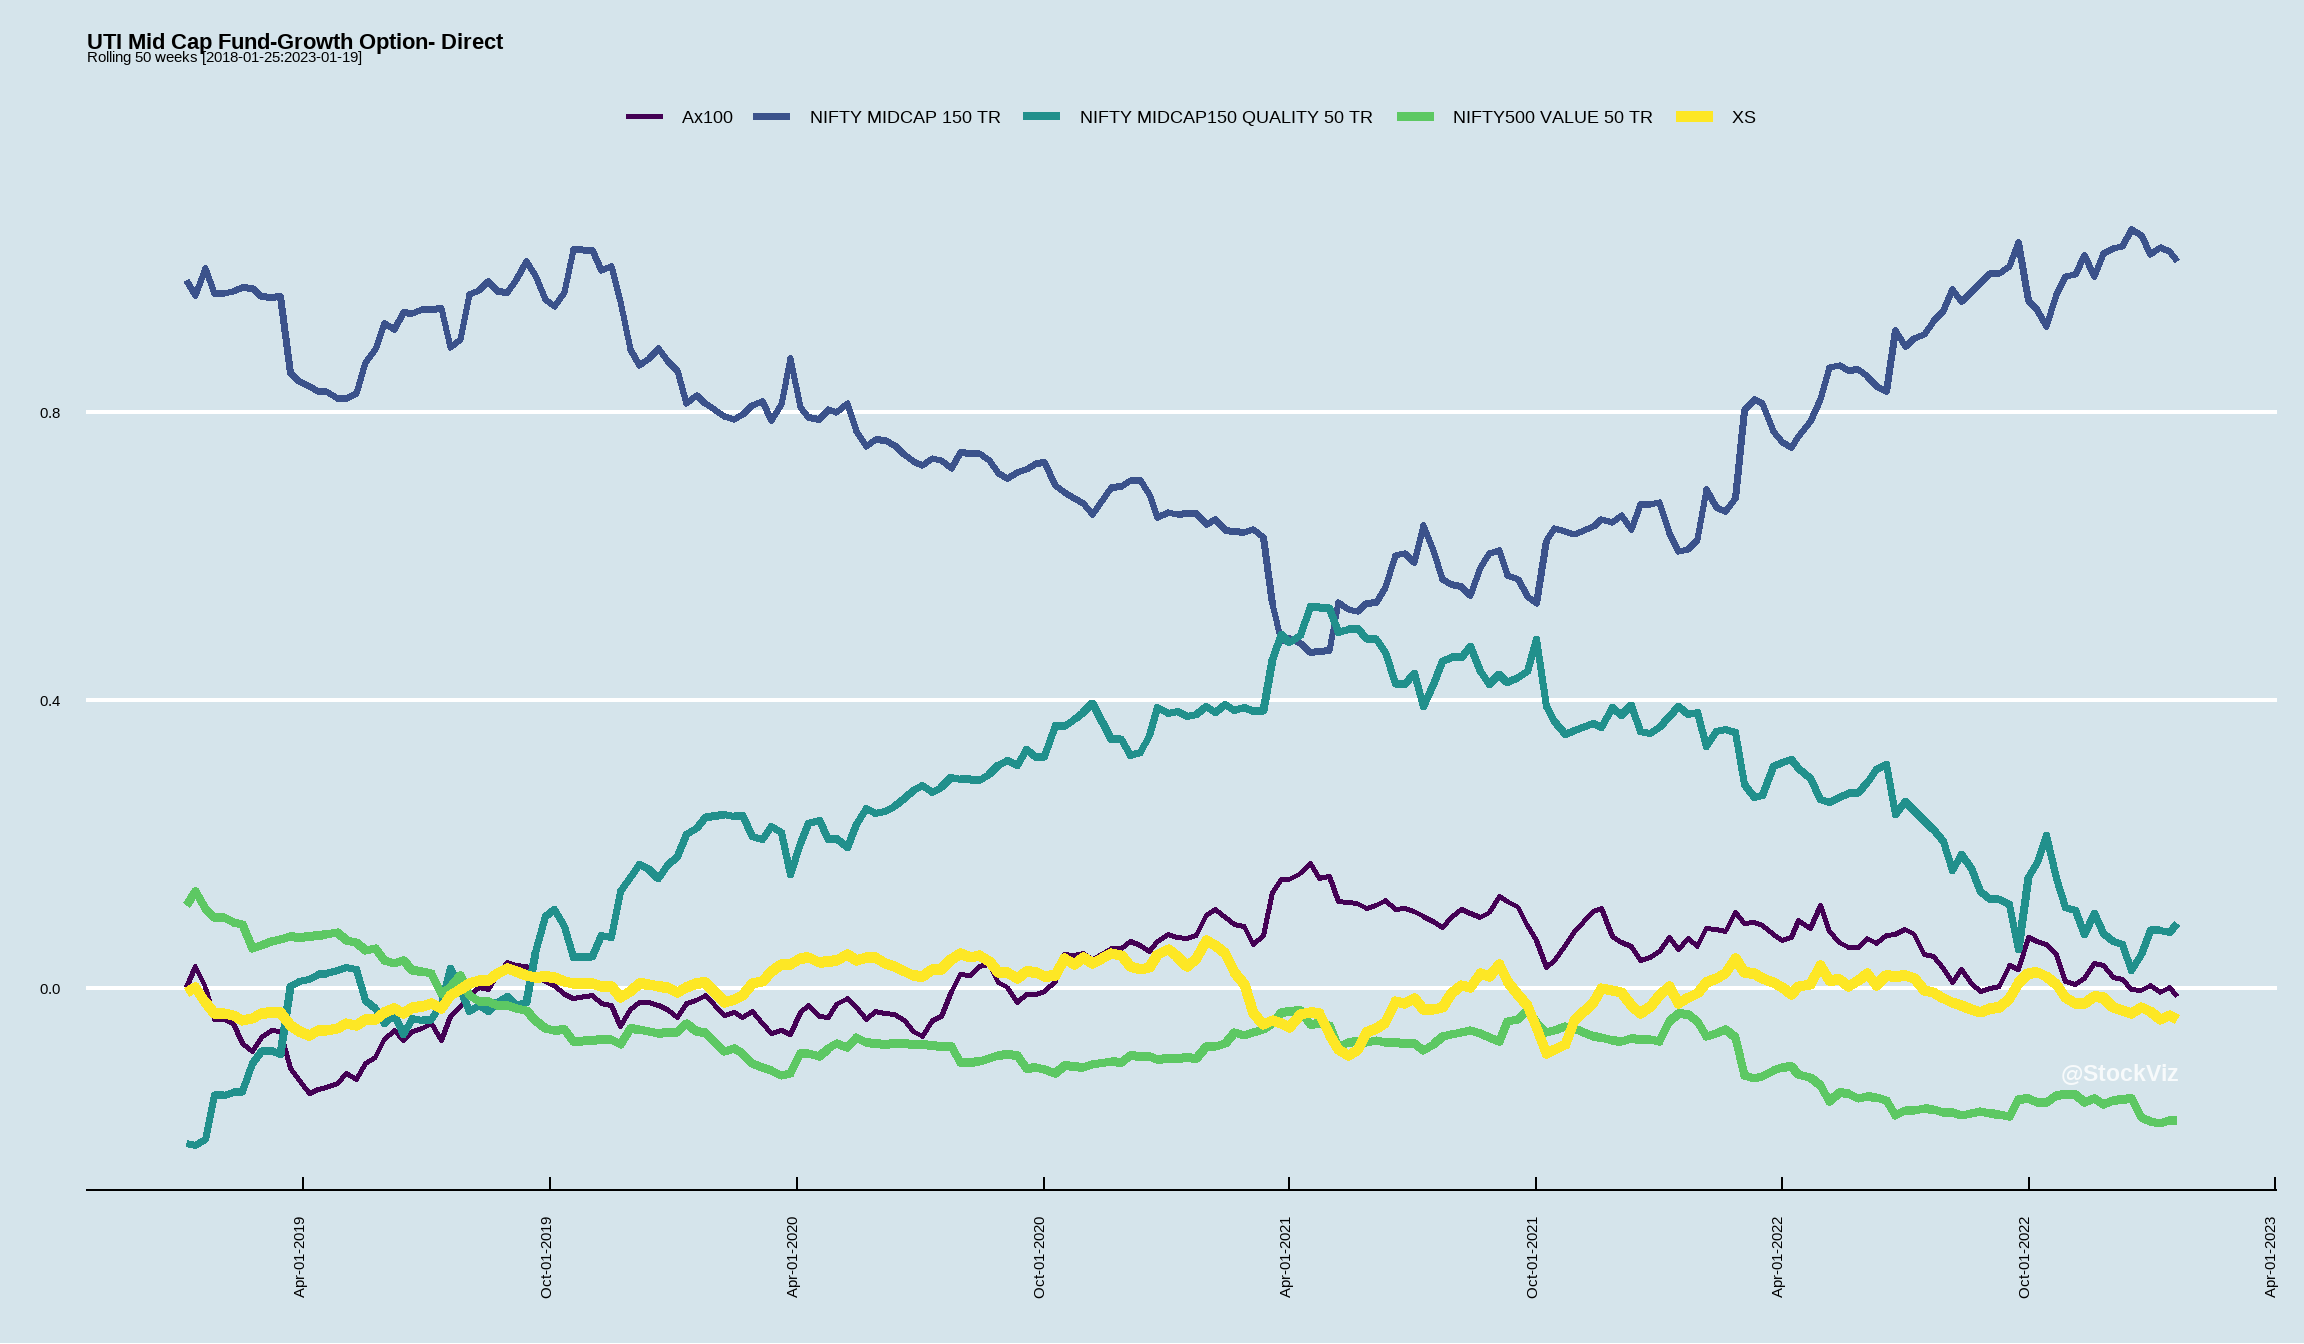 UTI Mid Cap Fund-Growth Option- Direct
Rolling 50 weeks [2018-01-25:2023-01-19]
Ax100 NIFTY MIDCAP 150 TR NIFTY MIDCAP150 QUALITY 50 TR NIFTY500 VALUE 50 TR XS
0.8
0.4
0.0
@StockViz
Apr-01-2019 Oct-01-2019 Apr-01-2020 Oct-01-2020 Apr-01-2021 Oct-01-2021 Apr-01-2022 Oct-01-2022 Apr-01-2023